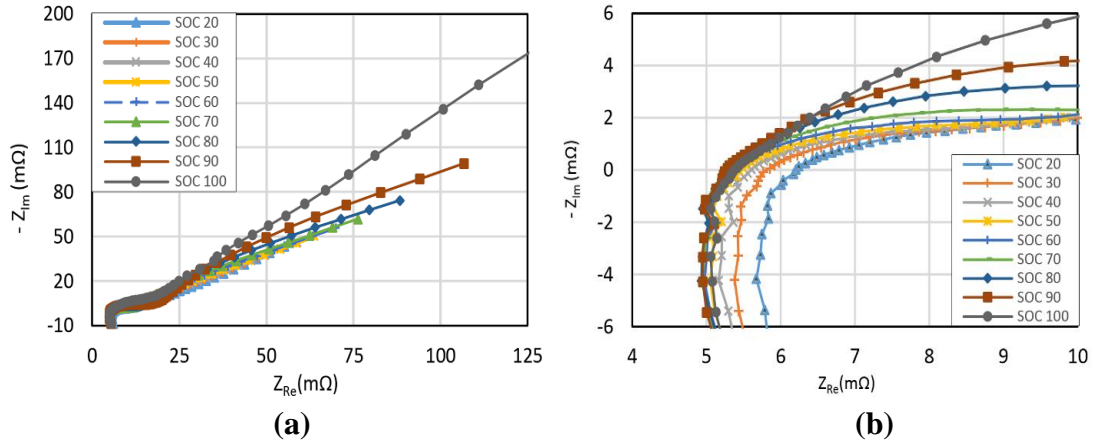 (a)
200
170
140
110
80
50
20
-10
- Z_Im (mΩ)
SOC 20
SOC 30
SOC 40
SOC 50
SOC 60
SOC 70
SOC 80
SOC 90
SOC 100
0
25
50
75
100
125
Z_Re(mΩ)
(a)
(b)
6
4
2
0
-2
-4
-6
- Z_Im (mΩ)
SOC 20
SOC 30
SOC 40
SOC 50
SOC 60
SOC 70
SOC 80
SOC 90
SOC 100
4
5
6
7
8
9
10
Z_Re(mΩ)
(b)